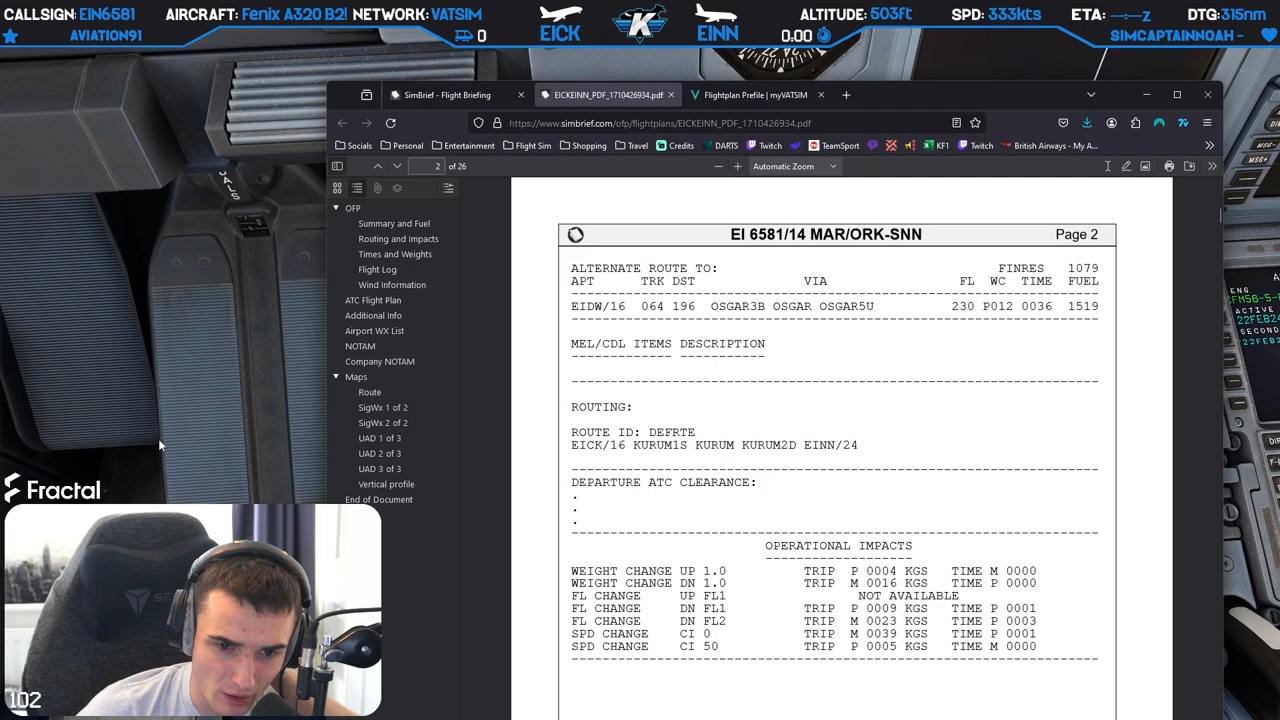 CALLSIGN: EIN6581 AIRCRAFT: Fenix A320 B2! NETWORK: VATSIM ALTITUDE: 503ft SPD: 333kts ETA: --:--z DTG:315nm
AVIATION91 0 EICK K EINN 0.00 SIMCAPTAINNOAH -
SimBrief - Flight Briefing EICKEINN_PDF_1710426934.pdf Flightplan Prefile | myVATSIM
https://www.simbrief.com/ofp/flightplans/EICKEINN_PDF_1710426934.pdf
Socials Personal Entertainment Flight Sim Shopping Travel Credits DARTS Twitch TeamSport KF1 Twitch British Airways - My A...
2 of 26 Automatic Zoom
OFP
Summary and Fuel
Routing and Impacts
Times and Weights
Flight Log
Wind Information
ATC Flight Plan
Additional Info
Airport WX List
NOTAM
Company NOTAM
Maps
Route
SigWx 1 of 2
SigWx 2 of 2
UAD 1 of 3
UAD 2 of 3
UAD 3 of 3
Vertical profile
End of Document
EI 6581/14 MAR/ORK-SNN Page 2
ALTERNATE ROUTE TO: FINRES 1079
APT TRK DST VIA FL WC TIME FUEL
EIDW/16 064 196 OSGAR3B OSGAR OSGAR5U 230 P012 0036 1519
MEL/CDL ITEMS DESCRIPTION
ROUTING:
ROUTE ID: DEFRTE
EICK/16 KURUM1S KURUM KURUM2D EINN/24
DEPARTURE ATC CLEARANCE:
.
.
.
OPERATIONAL IMPACTS
WEIGHT CHANGE UP 1.0 TRIP P 0004 KGS TIME M 0000
WEIGHT CHANGE DN 1.0 TRIP M 0016 KGS TIME P 0000
FL CHANGE UP FL1 NOT AVAILABLE
FL CHANGE DN FL1 TRIP P 0009 KGS TIME P 0001
FL CHANGE DN FL2 TRIP M 0023 KGS TIME P 0003
SPD CHANGE CI 0 TRIP M 0039 KGS TIME P 0001
SPD CHANGE CI 50 TRIP P 0005 KGS TIME M 0000
Fractal
102